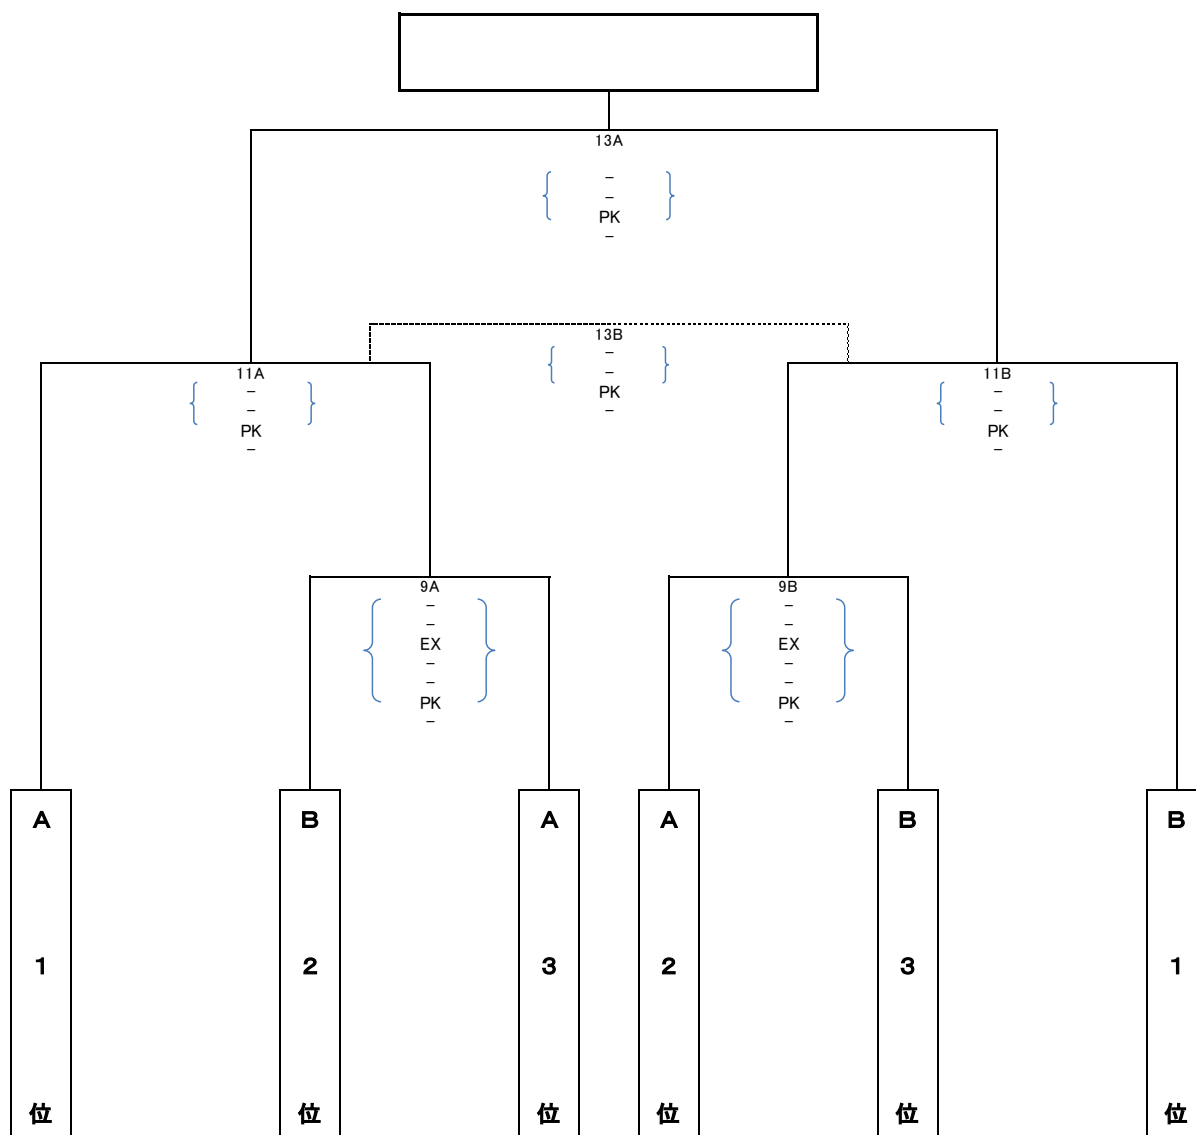 13A
–
–
PK
–
13B
–
–
PK
–
11A
–
–
PK
–
11B
–
–
PK
–
9A
–
–
EX
–
–
PK
–
9B
–
–
EX
–
–
PK
–
A
1
位
B
2
位
A
3
位
A
2
位
B
3
位
B
1
位